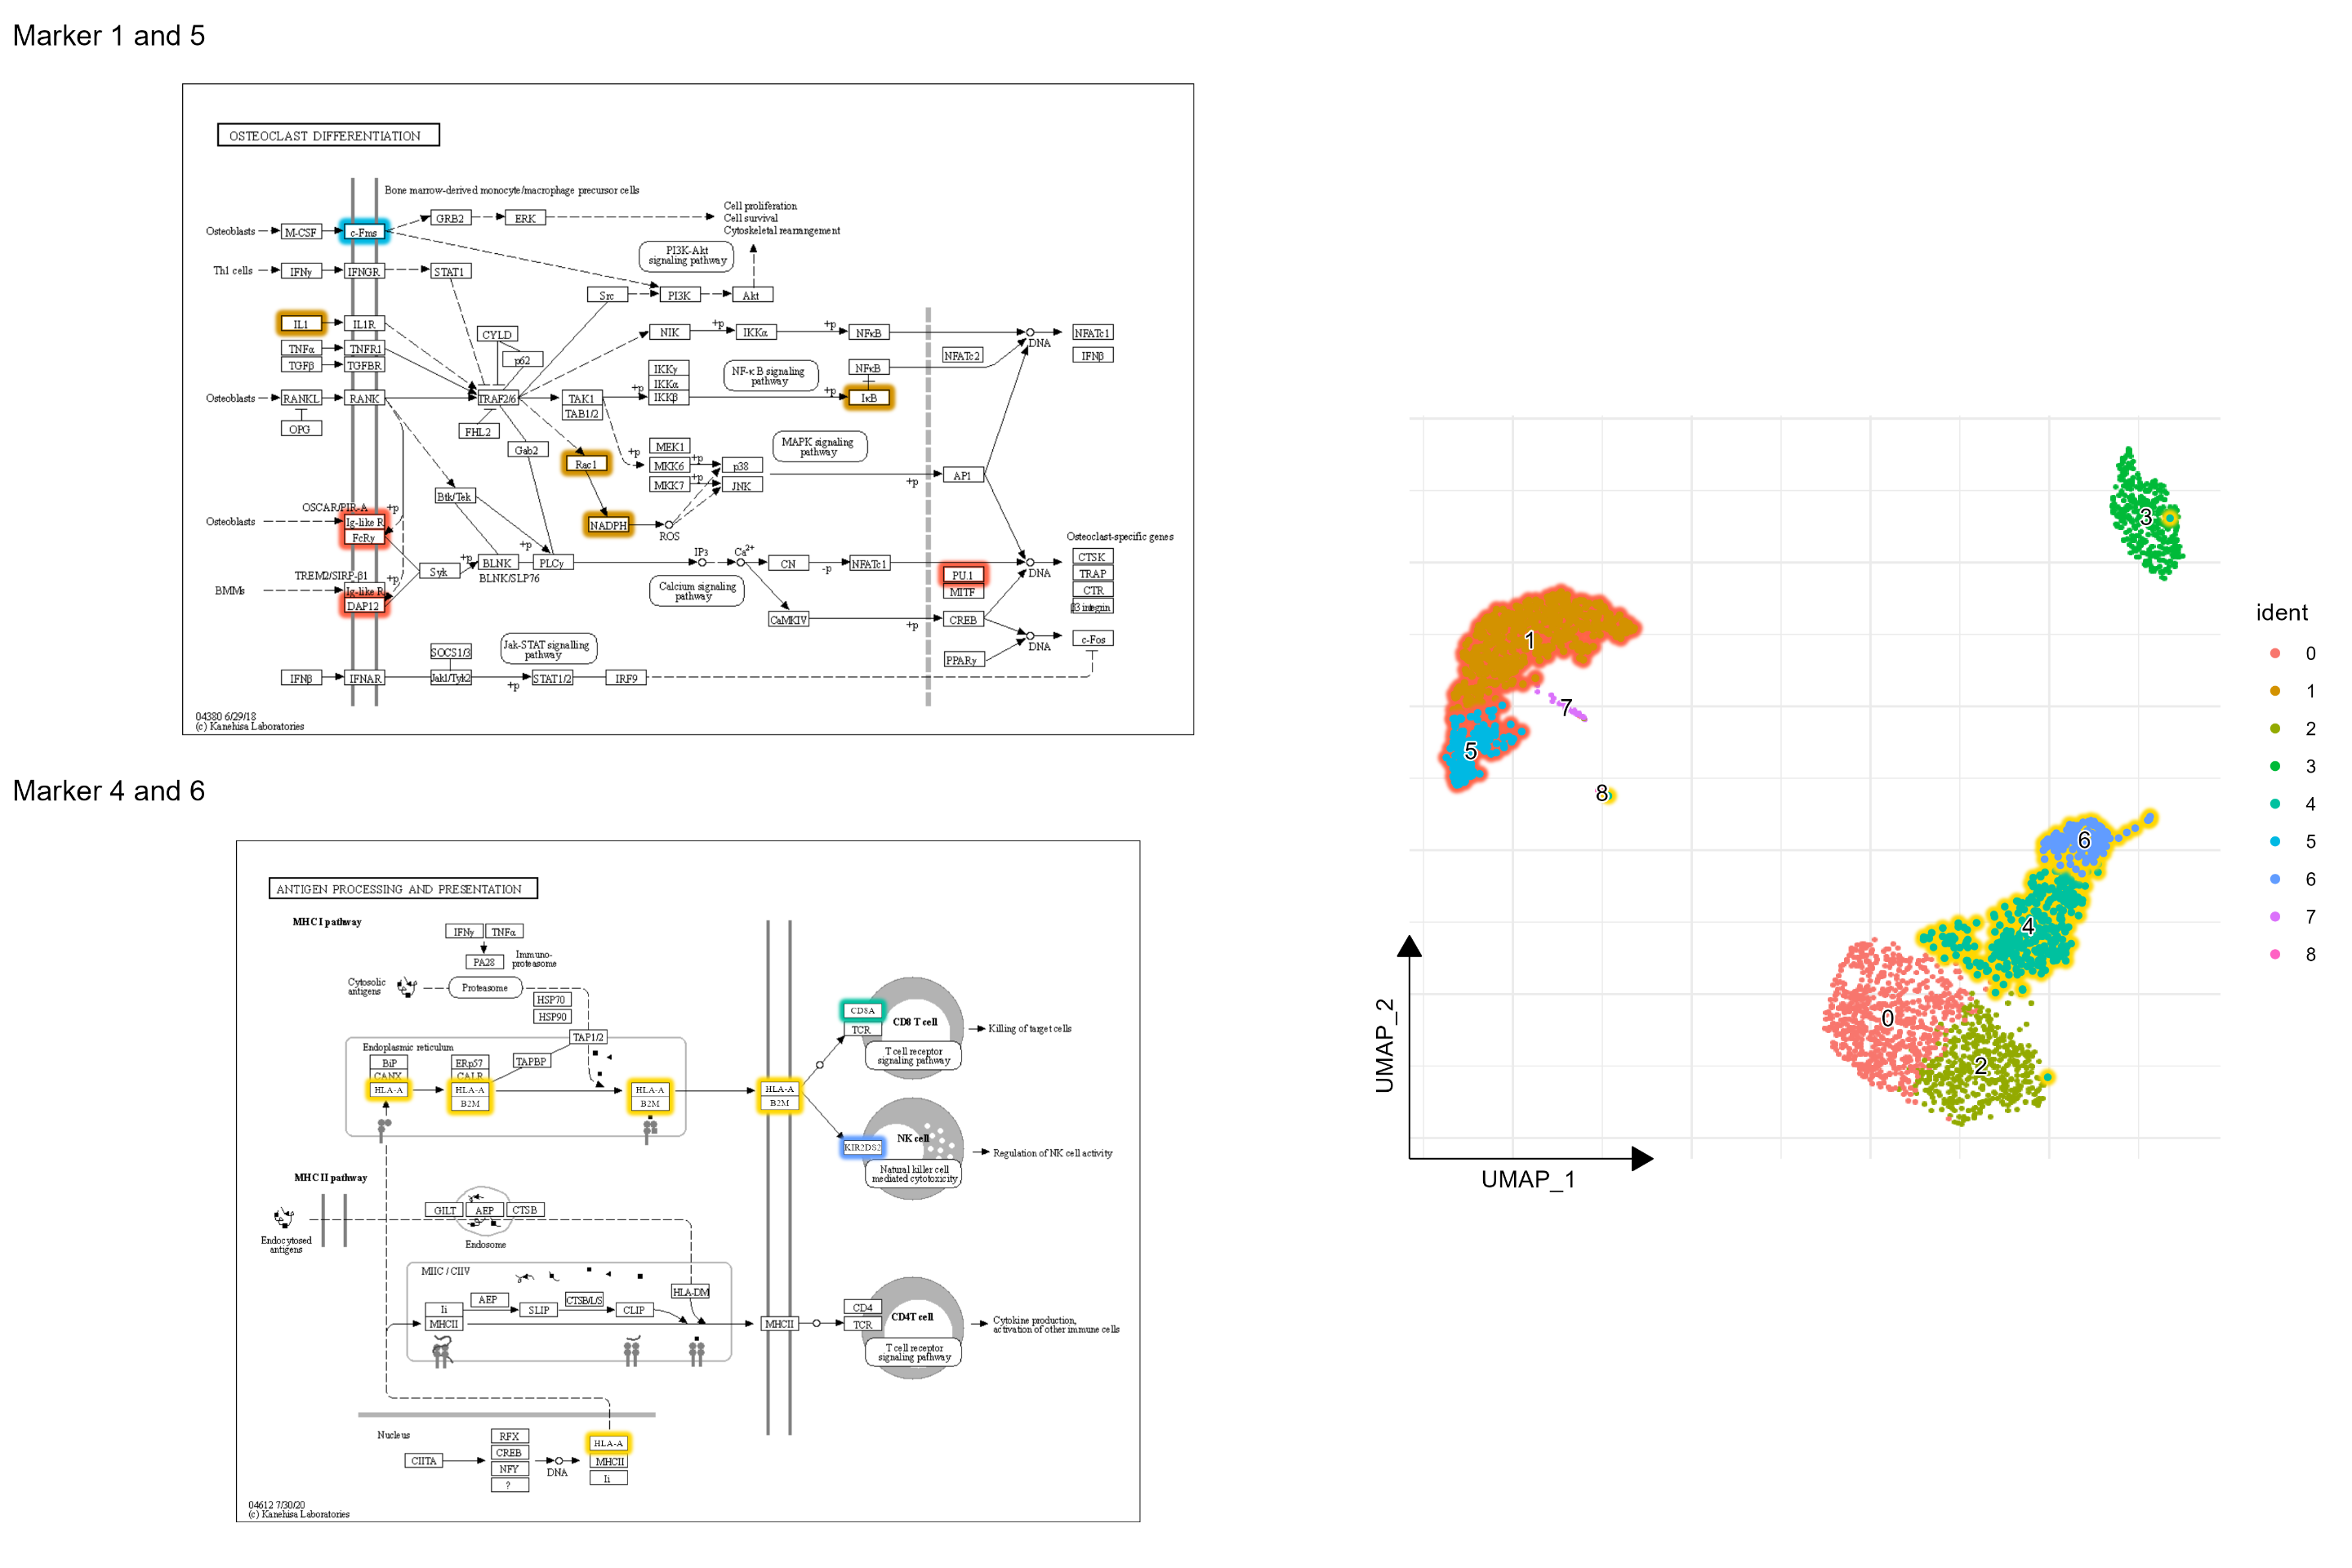 Marker 1 and 5
OSTEOCLAST DIFFERENTIATION
Bone marrow-derived monocyte/macrophage precursor cells
Osteoblasts
M-CSF
c-Fms
GRB2
ERK
Cell proliferation
Cell survival
Cytoskeletal rearrangement
PI3K-Akt
signaling pathway
Th1 cells
IFNγ
IFNGR
STAT1
Src
PI3K
Akt
IL1
IL1R
TNFα
TNFR1
TGFβ
TGFBR
CYLD
p62
NIK
+p
IKKα
+p
NFκB
DNA
NFATc1
IFNβ
NFATc2
IKKγ
IKKα
IKKβ
NF-κ B signaling
pathway
NFκB
+p
IκB
Osteoblasts
RANKL
RANK
OPG
TRAF2/6
TAK1
TAB1/2
+p
FHL2
Gab2
Rac1
+p
MEK1
MKK6
MKK7
+p
+p
p38
JNK
MAPK signaling
pathway
+p
AP1
Btk/Tek
NADPH
ROS
OSCAR/PIR-A
+p
Osteoblasts
Ig-like R
FcRγ
TREM2/SIRP-β1
+p
BMMs
Ig-like R
DAP12
Syk
+p
BLNK
BLNK/SLP76
+p
PLCγ
IP3
Ca2+
CN
-p
NFATc1
Calcium signaling
pathway
CaMKIV
+p
PU.1
MITF
CREB
PPARγ
DNA
DNA
Osteoclast-specific genes
CTSK
TRAP
CTR
β3 integrin
c-Fos
IFNβ
IFNAR
SOCS1/3
Jak1/Tyk2
+p
STAT1/2
IRF9
Jak-STAT signalling
pathway
04380 6/29/18
(c) Kanehisa Laboratories
Marker 4 and 6
ANTIGEN PROCESSING AND PRESENTATION
MHC I pathway
IFNγ
TNFα
PA28
Immuno-
proteasome
Cytosolic
antigens
Proteasome
HSP70
HSP90
TAP1/2
Endoplasmic reticulum
BiP
CANX
HLA-A
ERp57
CALR
HLA-A
B2M
TAPBP
HLA-A
B2M
HLA-A
B2M
CD8A
TCR
CD8 T cell
T cell receptor
signaling pathway
Killing of target cells
KIR2DS2
NK cell
Natural killer cell
mediated cytotoxicity
Regulation of NK cell activity
MHC II pathway
Endocytosed
antigens
GILT
AEP
CTSB
Endosome
MIIC / CIIV
Ii
MHCII
AEP
SLIP
CTSB/L/S
CLIP
HLA-DM
MHCII
CD4
TCR
CD4T cell
T cell receptor
signaling pathway
Cytokine production,
activation of other immune cells
Nucleus
CIITA
RFX
CREB
NFY
?
DNA
HLA-A
MHCII
Ii
04612 7/30/20
(c) Kanehisa Laboratories
3
1
7
5
8
6
4
0
2
UMAP_2
UMAP_1
ident
0
1
2
3
4
5
6
7
8